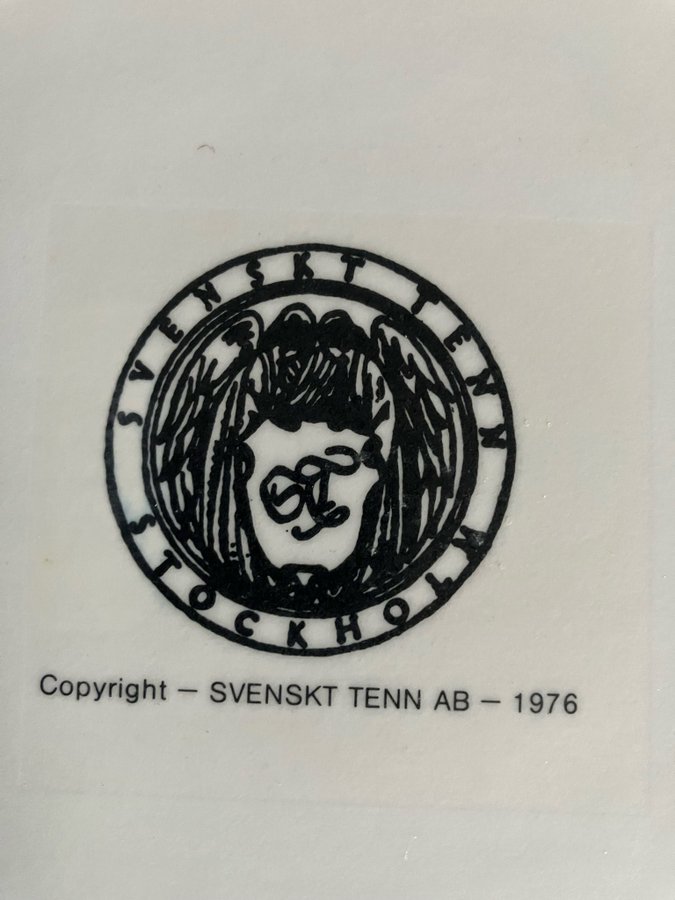 SVENSKT TENN
ST
STOCKHOLM
Copyright — SVENSKT TENN AB — 1976